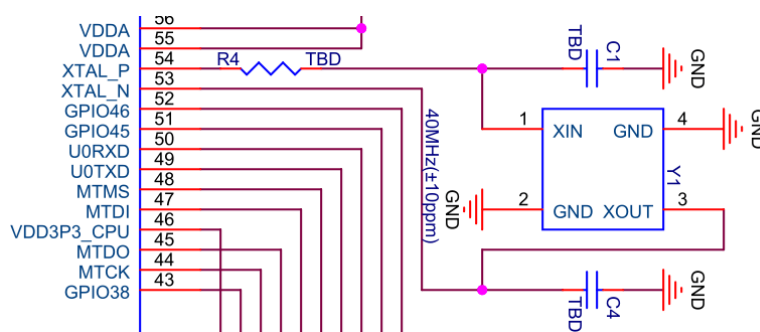 56
VDDA
55
VDDA
54
XTAL_P
R4
TBD
53
XTAL_N
52
GPIO46
51
GPIO45
50
U0RXD
49
U0TXD
48
MTMS
47
MTDI
46
VDD3P3_CPU
45
MTDO
44
MTCK
43
GPIO38
TBD
C1
GND
1
XIN
GND
4
GND
40MHz(±10ppm)
GND
2
GND
XOUT
3
Y1
TBD
C4
GND